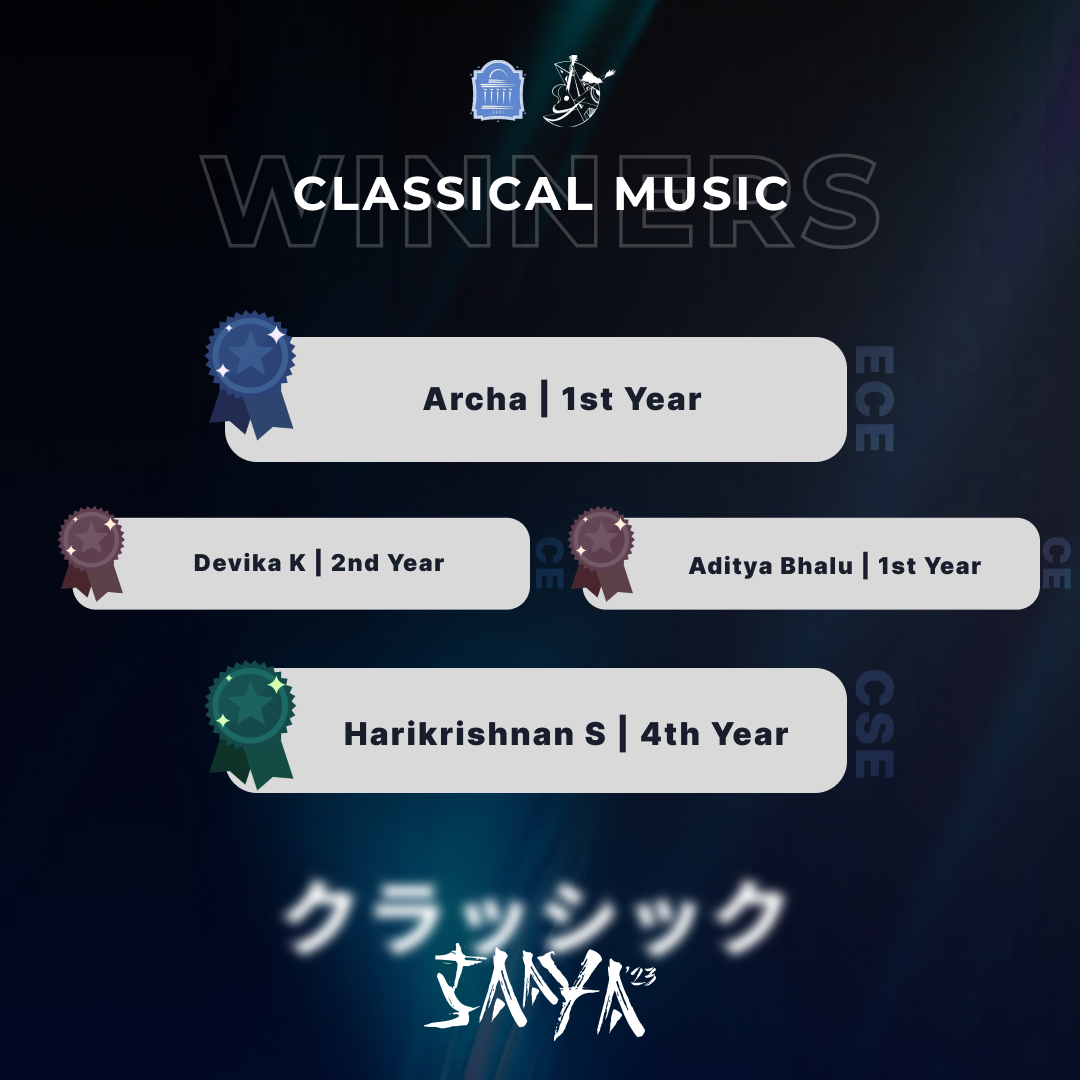 WINNERS
CLASSICAL MUSIC
Archa | 1st Year
ECE
Devika K | 2nd Year
CE
Aditya Bhalu | 1st Year
CE
Harikrishnan S | 4th Year
CSE
クラッシック
SAAYA '23